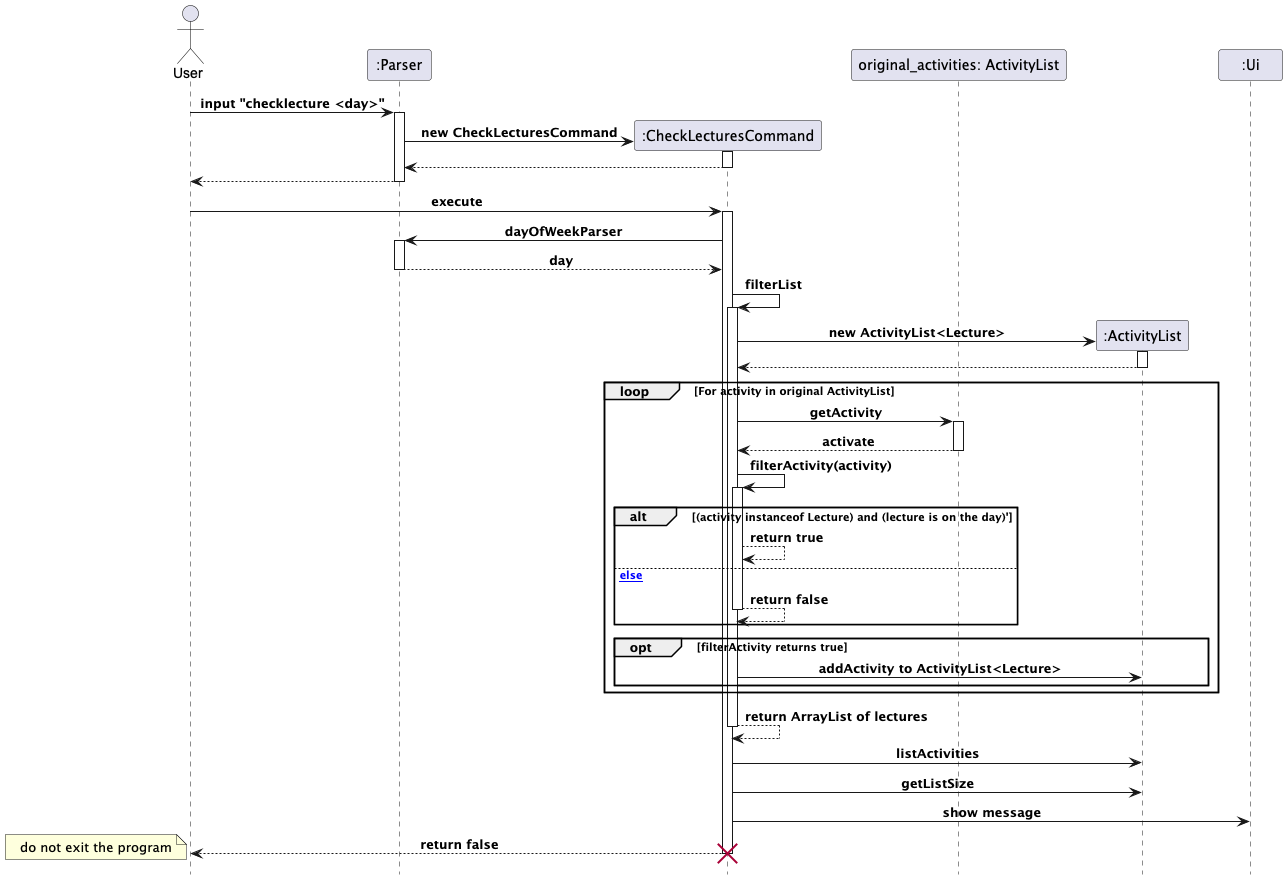 User
:Parser
original_activities: ActivityList
:Ui
input "checklecture <day>"
new CheckLecturesCommand
:CheckLecturesCommand
execute
dayOfWeekParser
day
filterList
new ActivityList<Lecture>
:ActivityList
loop [For activity in original ActivityList]
getActivity
activate
filterActivity(activity)
alt [(activity instanceof Lecture) and (lecture is on the day)']
return true
else
return false
opt [filterActivity returns true]
addActivity to ActivityList<Lecture>
return ArrayList of lectures
listActivities
getListSize
show message
do not exit the program
return false